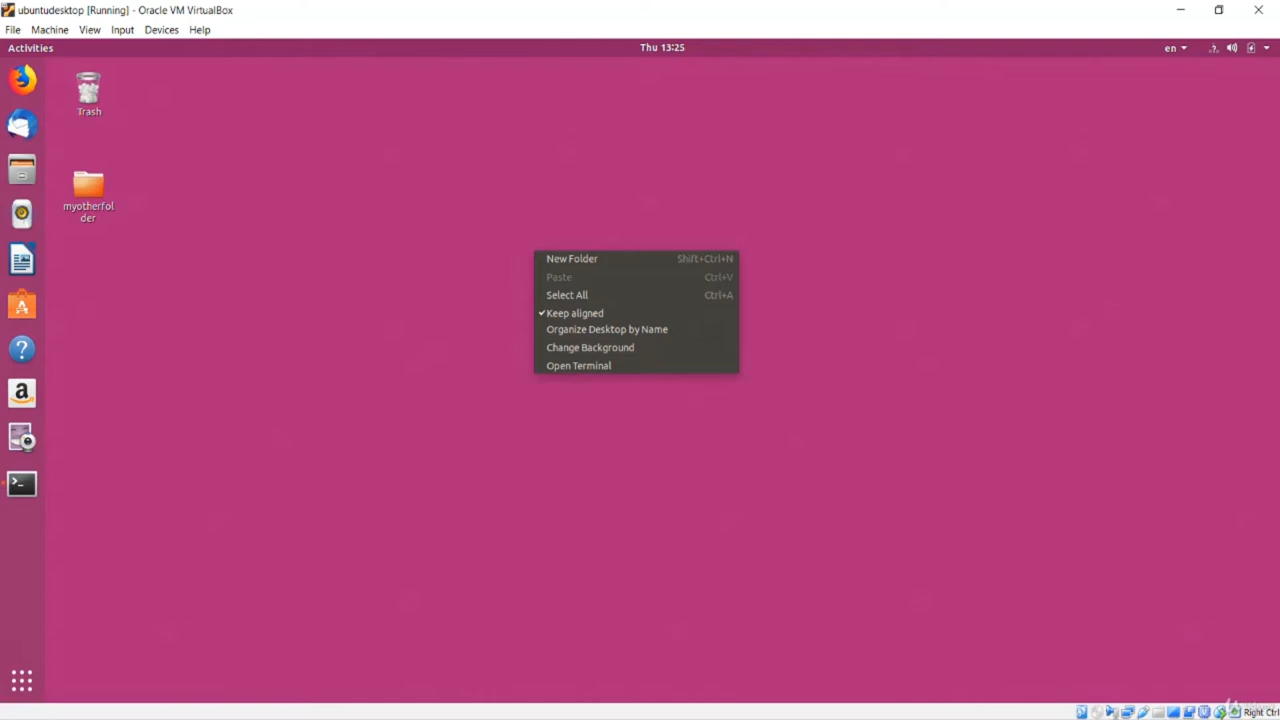 ubuntudesktop [Running] - Oracle VM VirtualBox
File Machine View Input Devices Help
Activities Thu 13:25 en
Trash
myotherfol
der
New Folder Shift+Ctrl+N
Paste Ctrl+V
Select All Ctrl+A
Keep aligned
Organize Desktop by Name
Change Background
Open Terminal
Right Ctrl